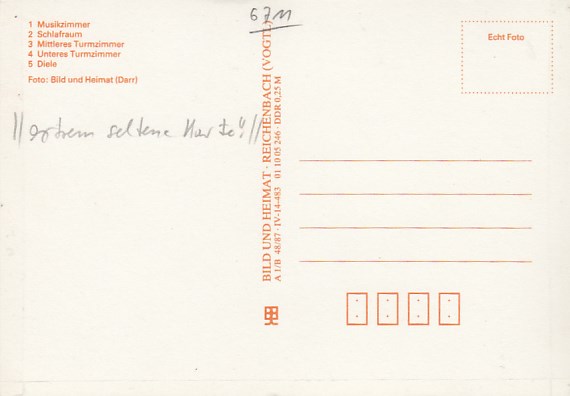 1 Musikzimmer
2 Schlafraum
3 Mittleres Turmzimmer
4 Unteres Turmzimmer
5 Diele
Foto: Bild und Heimat (Darr)
||extrem seltene Karte!||
6711
BILD UND HEIMAT · REICHENBACH (VOGTL.)
A 1/B 48/87 · IV-14-483 01 10 05 246 · DDR 0,25 M
Echt Foto